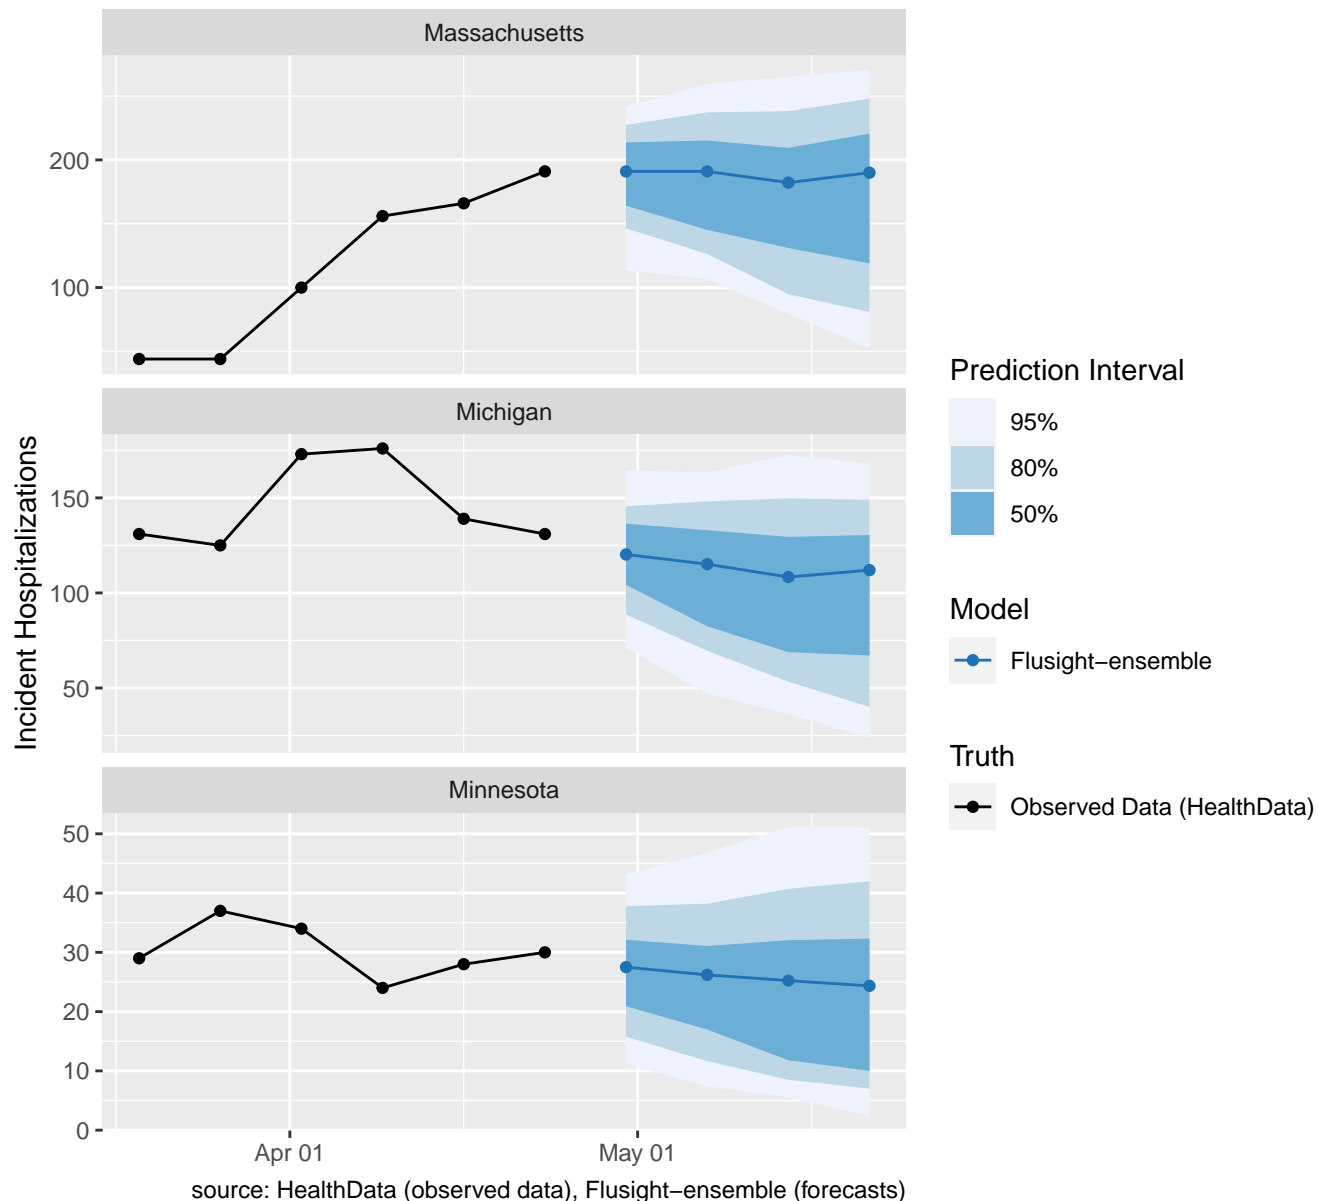 Massachusetts
200
100
Michigan
150
100
50
Minnesota
50
40
30
20
10
0
Apr 01
May 01
Incident Hospitalizations
source: HealthData (observed data), Flusight−ensemble (forecasts)
Prediction Interval
95%
80%
50%
Model
Flusight−ensemble
Truth
Observed Data (HealthData)